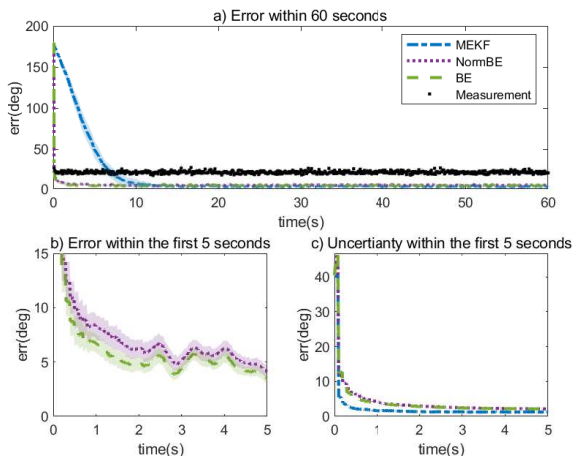 a) Error within 60 seconds
200
150
100
50
0
err(deg)
MEKF
NormBE
BE
Measurement
0 10 20 30 40 50 60
time(s)
b) Error within the first 5 seconds
15
10
5
0
err(deg)
0 1 2 3 4 5
time(s)
c) Uncertianty within the first 5 seconds
40
30
20
10
0
err(deg)
0 1 2 3 4 5
time(s)